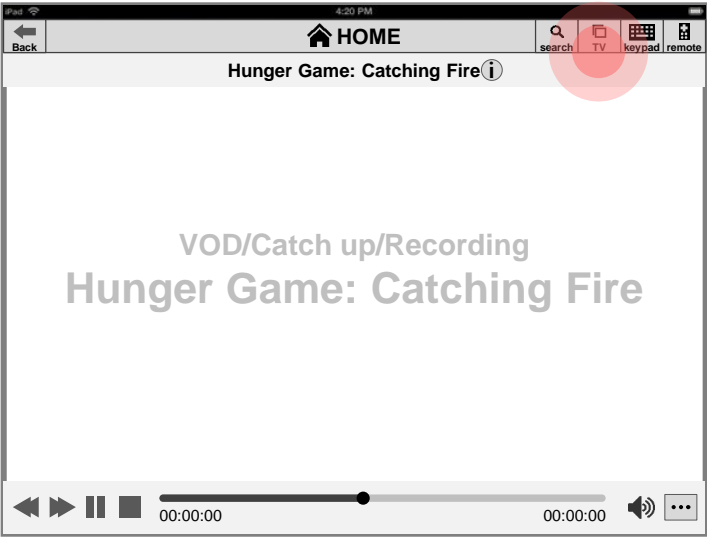 iPad 4:20 PM
Back HOME search TV keypad remote
Hunger Game: Catching Fire i
VOD/Catch up/Recording
Hunger Game: Catching Fire
00:00:00 00:00:00